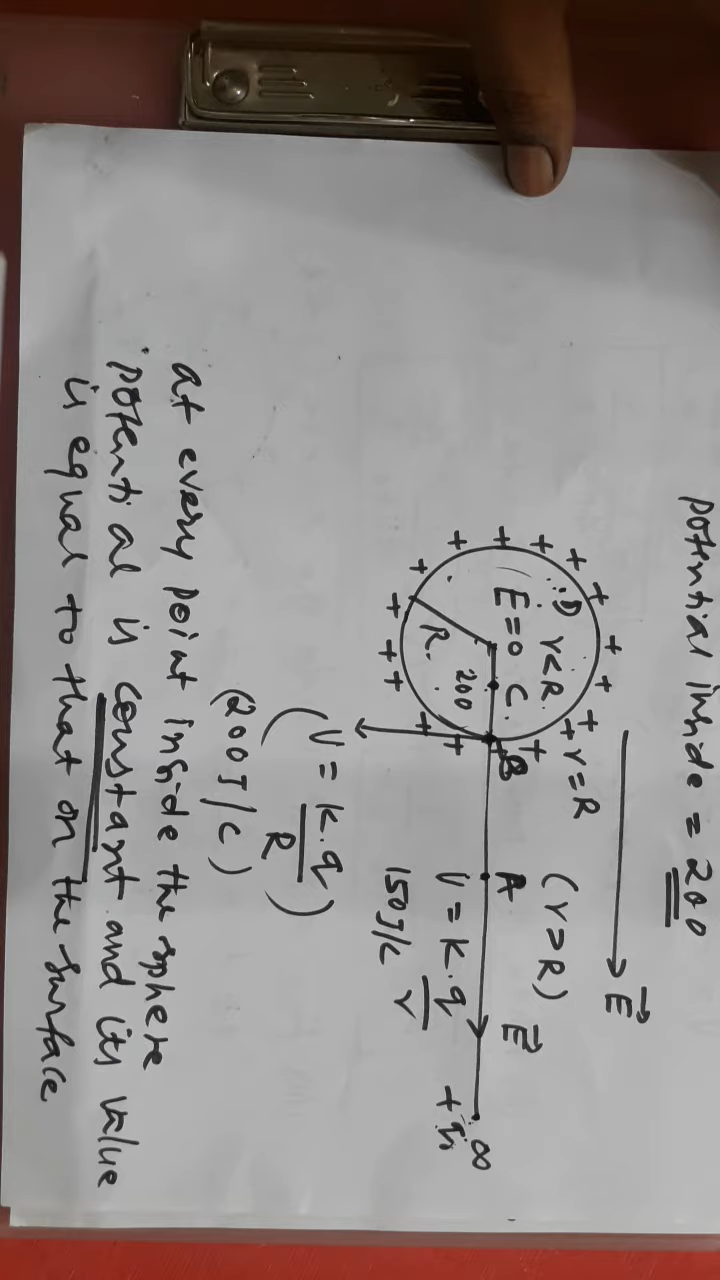 potential inside = 200
E
D r<R.
r=R
(r>R)
E=0 C.
B
A
E
∞
R.
200
V = k.q/r
150J/C
(V = k.q/R)
(200J/C)
at every point inside the sphere
potential is constant and its value
is equal to that on the surface